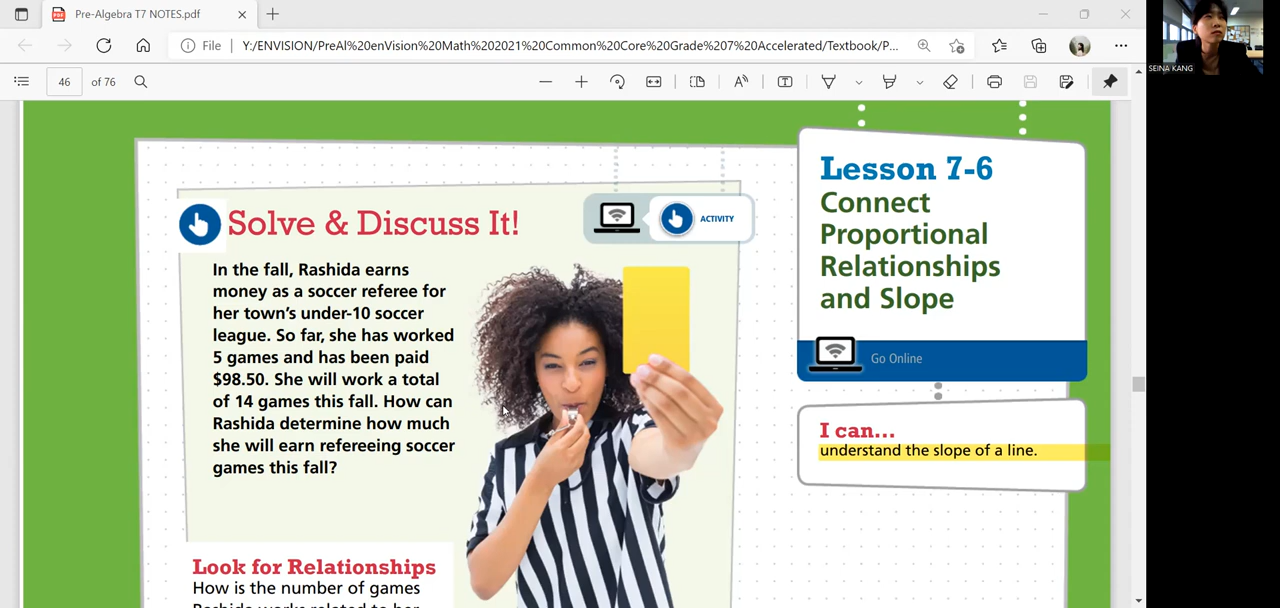 Pre-Algebra T7 NOTES.pdf
File
Y:/ENVISION/PreAl%20enVision%20Math%202021%20Common%20Core%20Grade%207%20Accelerated/Textbook/P...
46
of 76
SEINA KANG
Solve & Discuss It!
ACTIVITY
In the fall, Rashida earns
money as a soccer referee for
her town's under-10 soccer
league. So far, she has worked
5 games and has been paid
$98.50. She will work a total
of 14 games this fall. How can
Rashida determine how much
she will earn refereeing soccer
games this fall?
Look for Relationships
How is the number of games
Rashida works related to her
Lesson 7-6
Connect
Proportional
Relationships
and Slope
Go Online
I can...
understand the slope of a line.